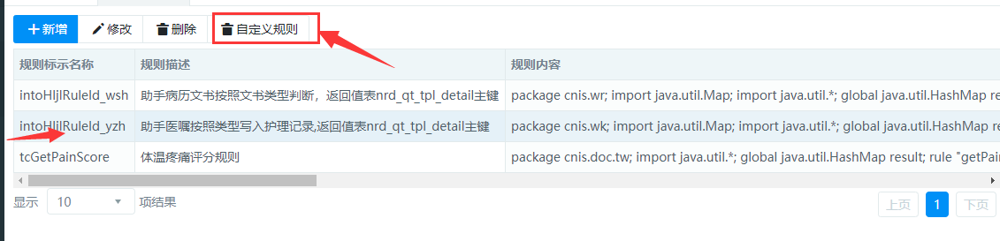 新增 修改 删除 自定义规则
规则标示名称 规则描述 规则内容
intoHljlRuleId_wsh 助手病历文书按照文书类型判断，返回值表nrd_qt_tpl_detail主键 package cnis.wr; import java.util.Map; import java.util.*; global java.util.HashMap re
intoHljlRuleId_yzh 助手医嘱按照类型写入护理记录,返回值表nrd_qt_tpl_detail主键 package cnis.wk; import java.util.Map; import java.util.*; global java.util.HashMap re
tcGetPainScore 体温疼痛评分规则 package cnis.doc.tw; import java.util.*; global java.util.HashMap result; rule "getPai
显示 10 项结果 上页 1 下页